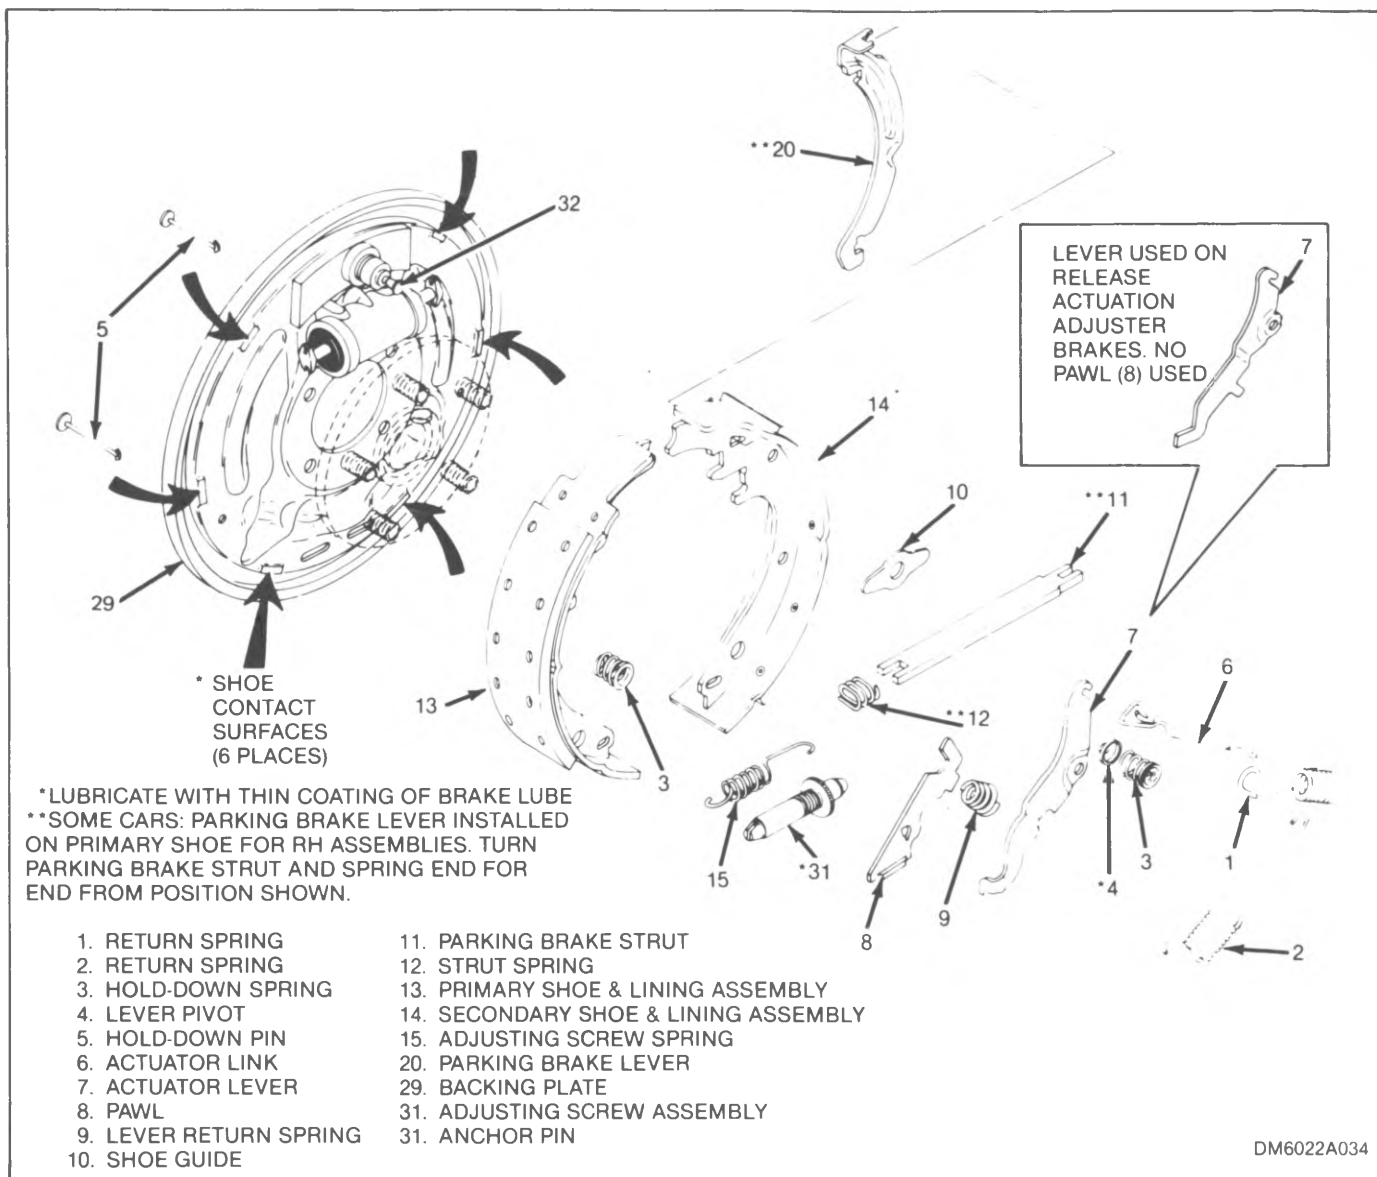 **20
32
LEVER USED ON
RELEASE
ACTUATION
ADJUSTER
BRAKES. NO
PAWL (8) USED
7
5
14*
10
**11
29
7
6
* SHOE
CONTACT
SURFACES
(6 PLACES)
13
3
**12
15
*31
8
9
*4
3
1
2
*LUBRICATE WITH THIN COATING OF BRAKE LUBE
**SOME CARS: PARKING BRAKE LEVER INSTALLED
ON PRIMARY SHOE FOR RH ASSEMBLIES. TURN
PARKING BRAKE STRUT AND SPRING END FOR
END FROM POSITION SHOWN.
1. RETURN SPRING
2. RETURN SPRING
3. HOLD-DOWN SPRING
4. LEVER PIVOT
5. HOLD-DOWN PIN
6. ACTUATOR LINK
7. ACTUATOR LEVER
8. PAWL
9. LEVER RETURN SPRING
10. SHOE GUIDE
11. PARKING BRAKE STRUT
12. STRUT SPRING
13. PRIMARY SHOE & LINING ASSEMBLY
14. SECONDARY SHOE & LINING ASSEMBLY
15. ADJUSTING SCREW SPRING
20. PARKING BRAKE LEVER
29. BACKING PLATE
31. ADJUSTING SCREW ASSEMBLY
31. ANCHOR PIN
DM6022A034